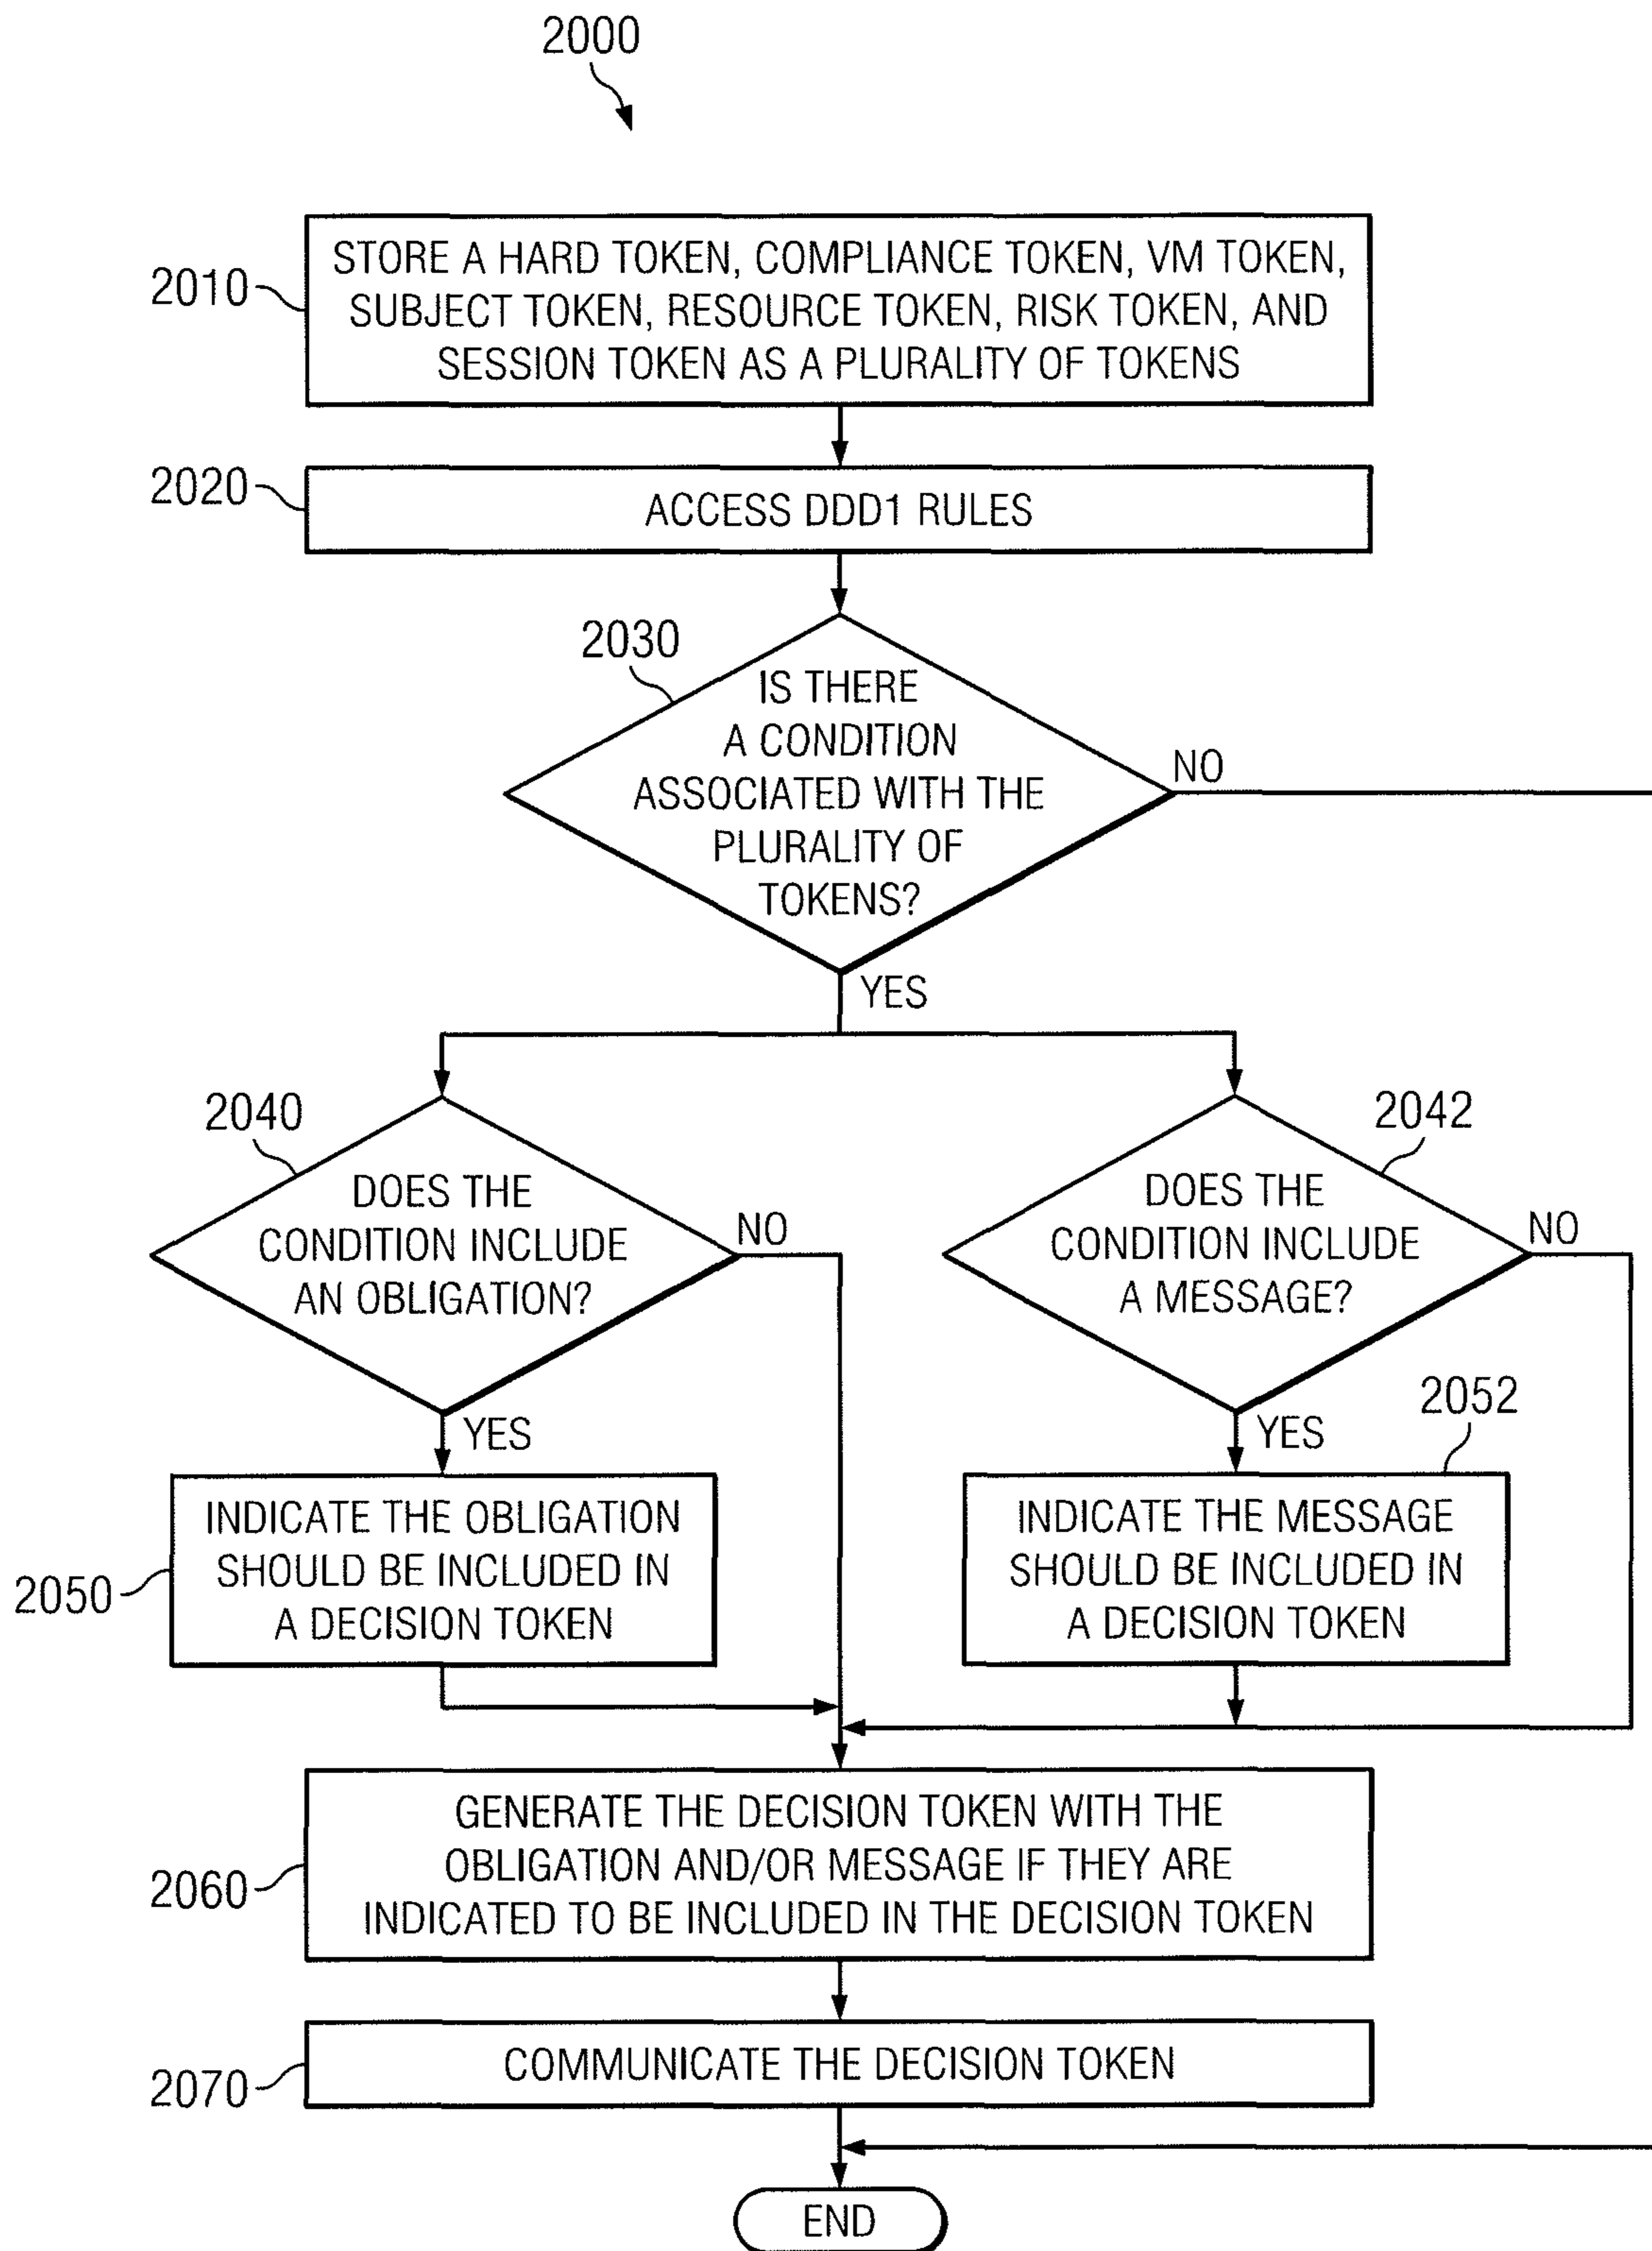 2000
2010
STORE A HARD TOKEN, COMPLIANCE TOKEN, VM TOKEN,
SUBJECT TOKEN, RESOURCE TOKEN, RISK TOKEN, AND
SESSION TOKEN AS A PLURALITY OF TOKENS
2020
ACCESS DDD1 RULES
2030
IS THERE
A CONDITION
ASSOCIATED WITH THE
PLURALITY OF
TOKENS?
NO
YES
2040
DOES THE
CONDITION INCLUDE
AN OBLIGATION?
NO
YES
2042
DOES THE
CONDITION INCLUDE
A MESSAGE?
NO
YES
2050
INDICATE THE OBLIGATION
SHOULD BE INCLUDED IN
A DECISION TOKEN
2052
INDICATE THE MESSAGE
SHOULD BE INCLUDED IN
A DECISION TOKEN
2060
GENERATE THE DECISION TOKEN WITH THE
OBLIGATION AND/OR MESSAGE IF THEY ARE
INDICATED TO BE INCLUDED IN THE DECISION TOKEN
2070
COMMUNICATE THE DECISION TOKEN
END